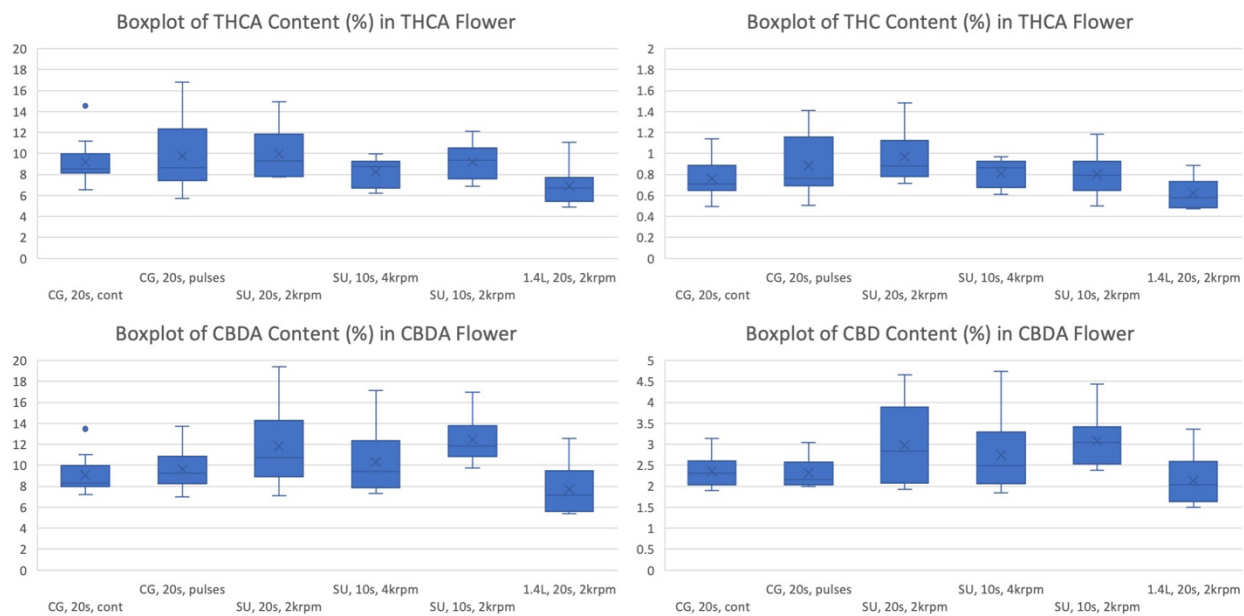 Boxplot of THCA Content (%) in THCA Flower
20
18
16
14
12
10
8
6
4
2
0
CG, 20s, pulses
SU, 10s, 4krpm
1.4L, 20s, 2krpm
CG, 20s, cont
SU, 20s, 2krpm
SU, 10s, 2krpm
Boxplot of THC Content (%) in THCA Flower
2
1.8
1.6
1.4
1.2
1
0.8
0.6
0.4
0.2
0
CG, 20s, pulses
SU, 10s, 4krpm
1.4L, 20s, 2krpm
CG, 20s, cont
SU, 20s, 2krpm
SU, 10s, 2krpm
Boxplot of CBDA Content (%) in CBDA Flower
20
18
16
14
12
10
8
6
4
2
0
CG, 20s, pulses
SU, 10s, 4krpm
1.4L, 20s, 2krpm
CG, 20s, cont
SU, 20s, 2krpm
SU, 10s, 2krpm
Boxplot of CBD Content (%) in CBDA Flower
5
4.5
4
3.5
3
2.5
2
1.5
1
0.5
0
CG, 20s, pulses
SU, 10s, 4krpm
1.4L, 20s, 2krpm
CG, 20s, cont
SU, 20s, 2krpm
SU, 10s, 2krpm